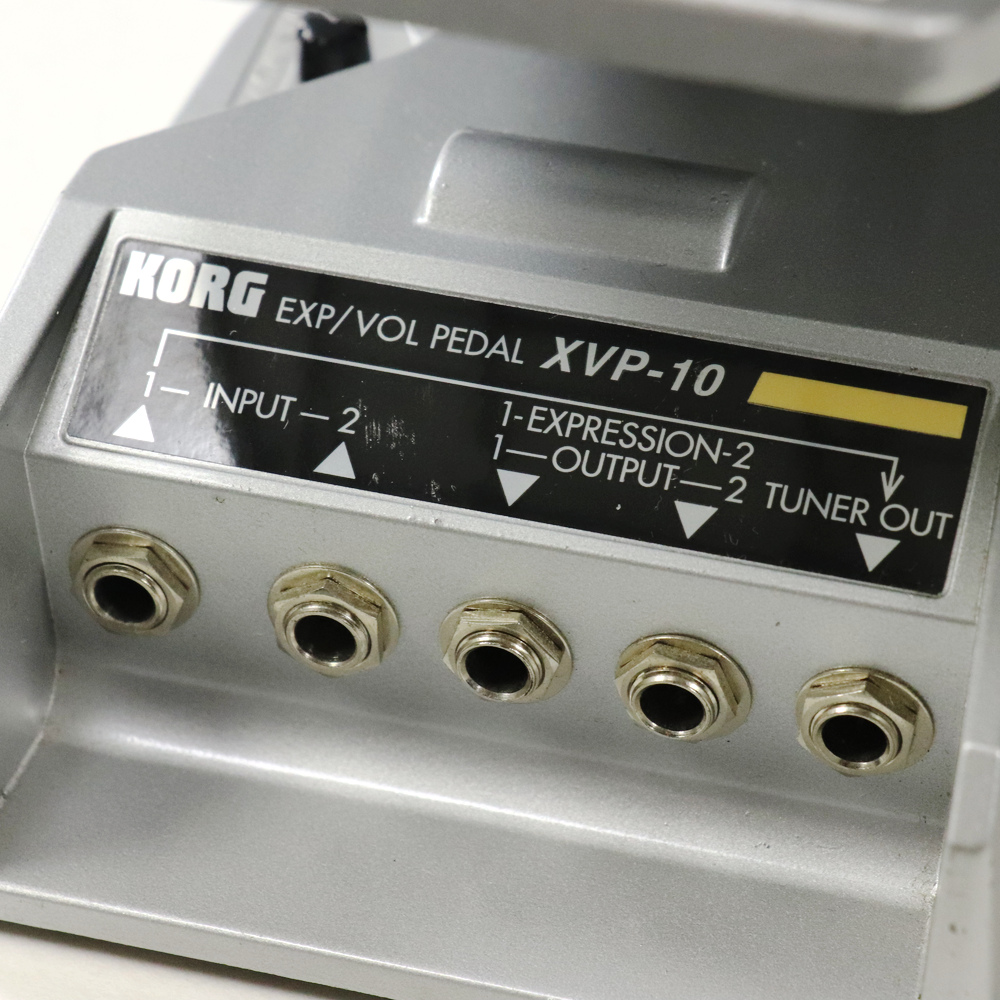 KORG EXP/VOL PEDAL XVP-10
1— INPUT —2
1-EXPRESSION-2
1—OUTPUT—2 TUNER OUT